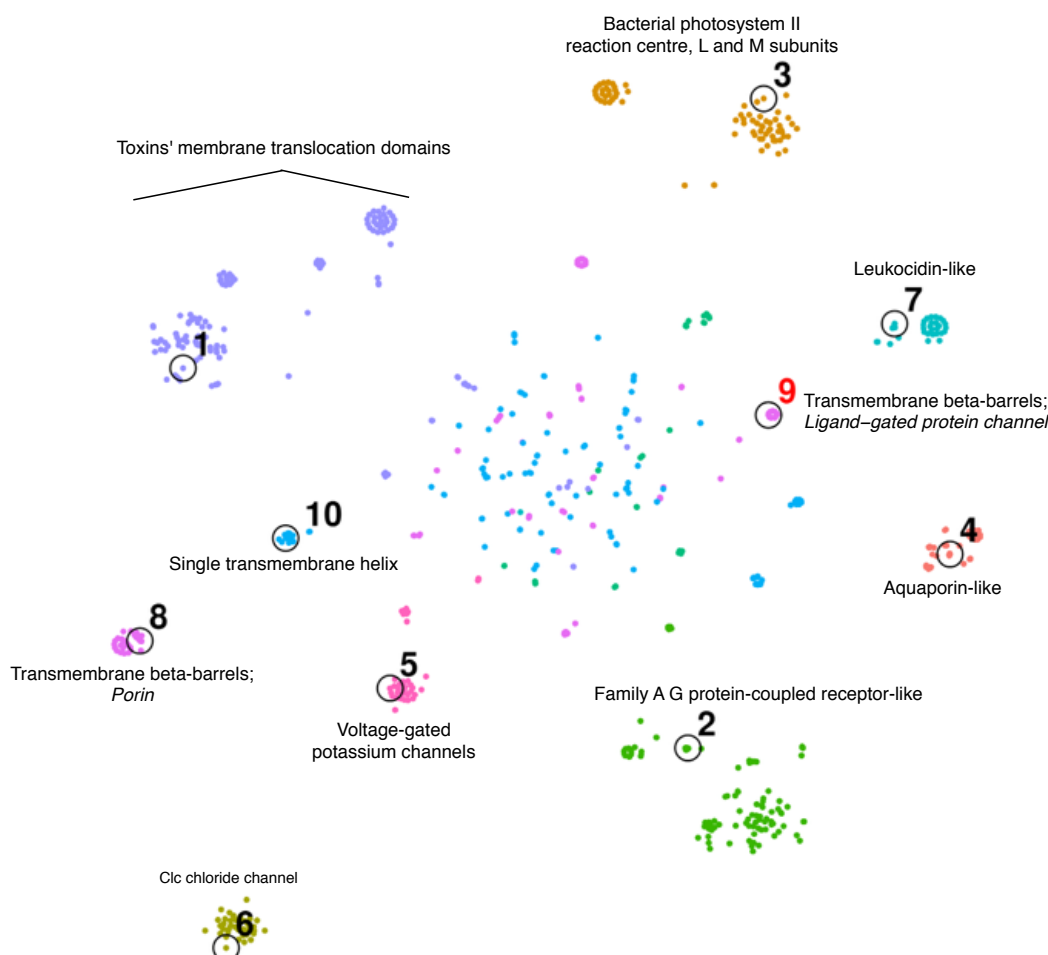 Bacterial photosystem II
reaction centre, L and M subunits
3
Toxins' membrane translocation domains
Leukocidin-like
7
1
9
Transmembrane beta-barrels;
Ligand–gated protein channel
10
Single transmembrane helix
4
Aquaporin-like
8
Transmembrane beta-barrels;
Porin
5
Voltage-gated
potassium channels
Family A G protein-coupled receptor-like
2
Clc chloride channel
6